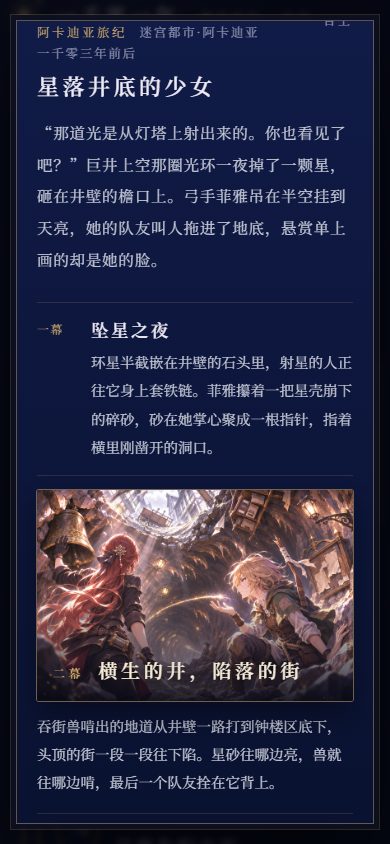 阿卡迪亚旅纪 迷宫都市·阿卡迪亚
一千零三年前后
星落井底的少女
“那道光是从灯塔上射出来的。你也看见了
吧？”巨井上空那圈光环一夜掉了一颗星，
砸在井壁的檐口上。弓手菲雅吊在半空挂到
天亮，她的队友叫人拖进了地底，悬赏单上
画的却是她的脸。
一幕 坠星之夜
环星半截嵌在井壁的石头里，射星的人正
往它身上套铁链。菲雅攥着一把星壳崩下
的碎砂，砂在她掌心聚成一根指针，指着
横里刚凿开的洞口。
二幕 横生的井，陷落的街
吞街兽啃出的地道从井壁一路打到钟楼区底下，
头顶的街一段一段往下陷。星砂往哪边亮，兽就
往哪边啃，最后一个队友拴在它背上。